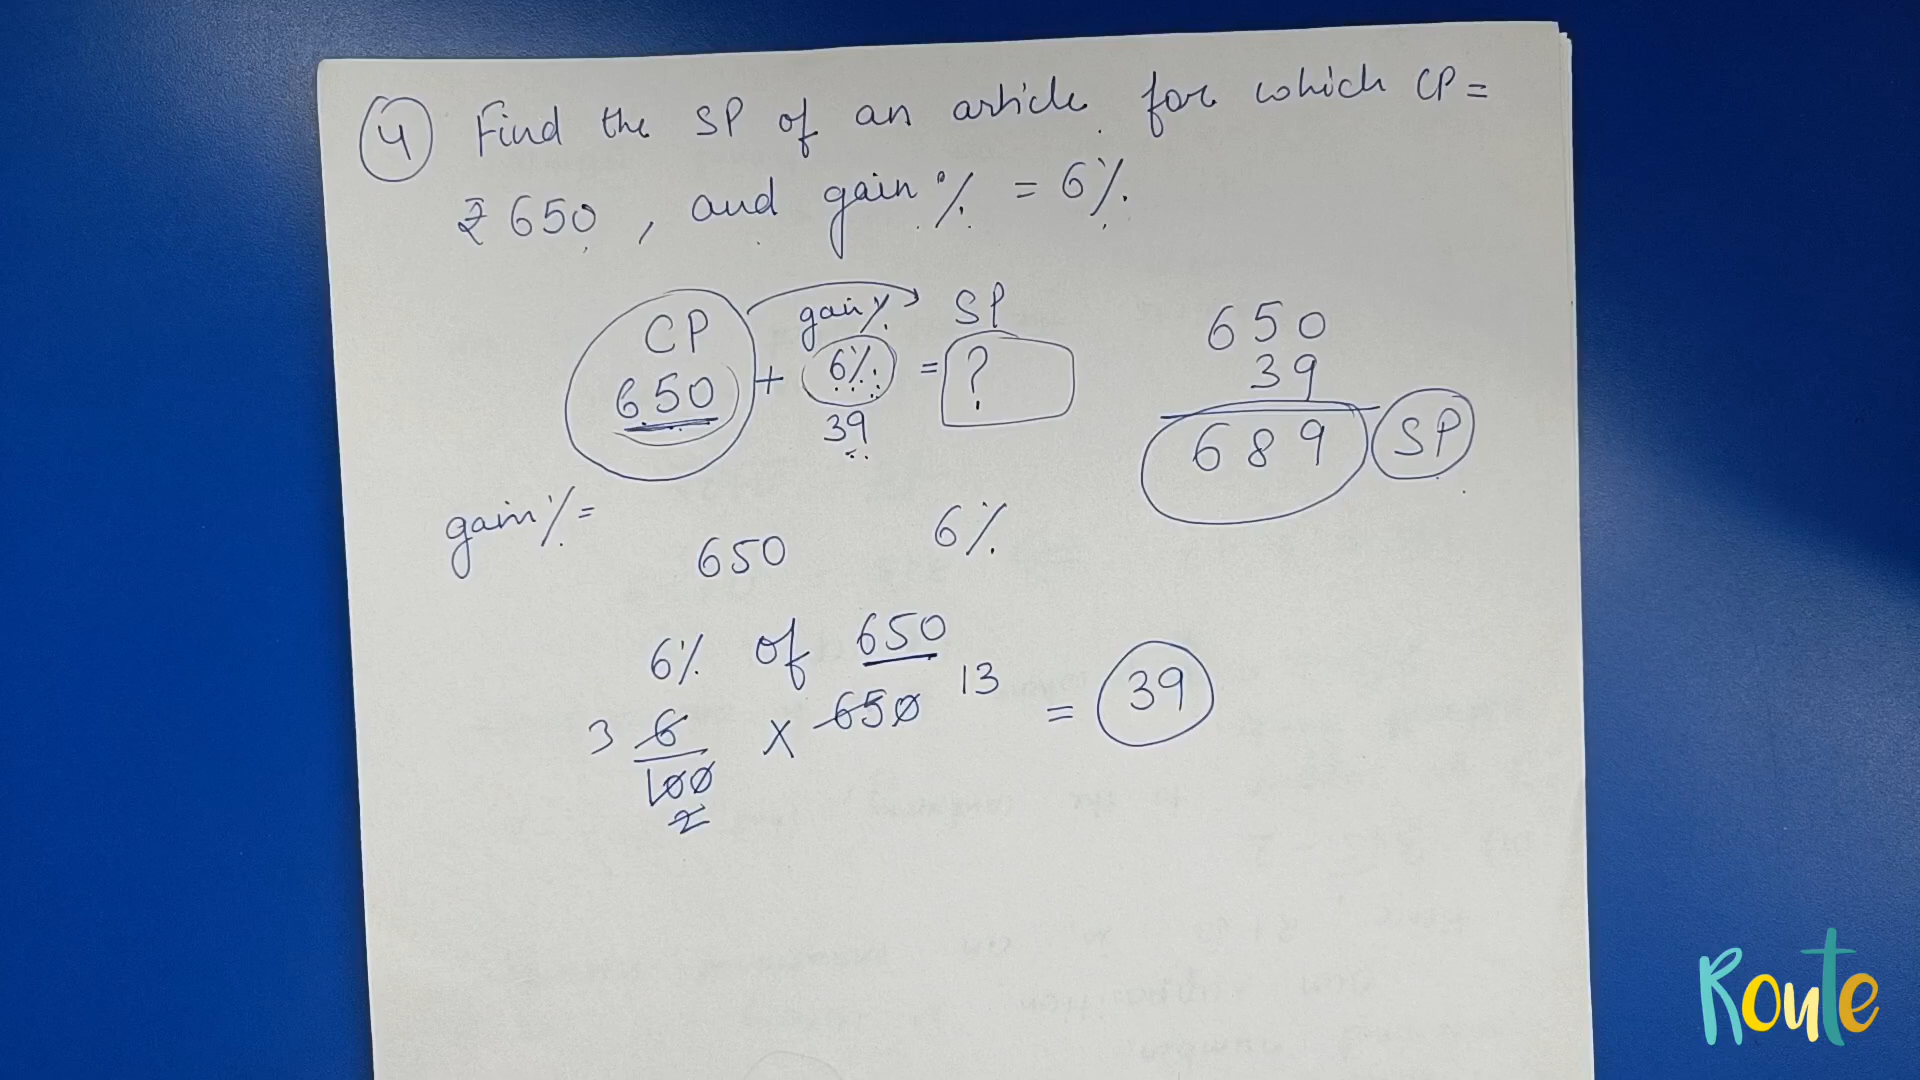 4 Find the SP of an article for which CP =
₹ 650, and gain % = 6%.
CP gain% SP
650 + 6% = ?
39
650
39
689 SP
gain% =
650 6%
6% of 650
3 6/100 × 650 13 = 39
2
Route